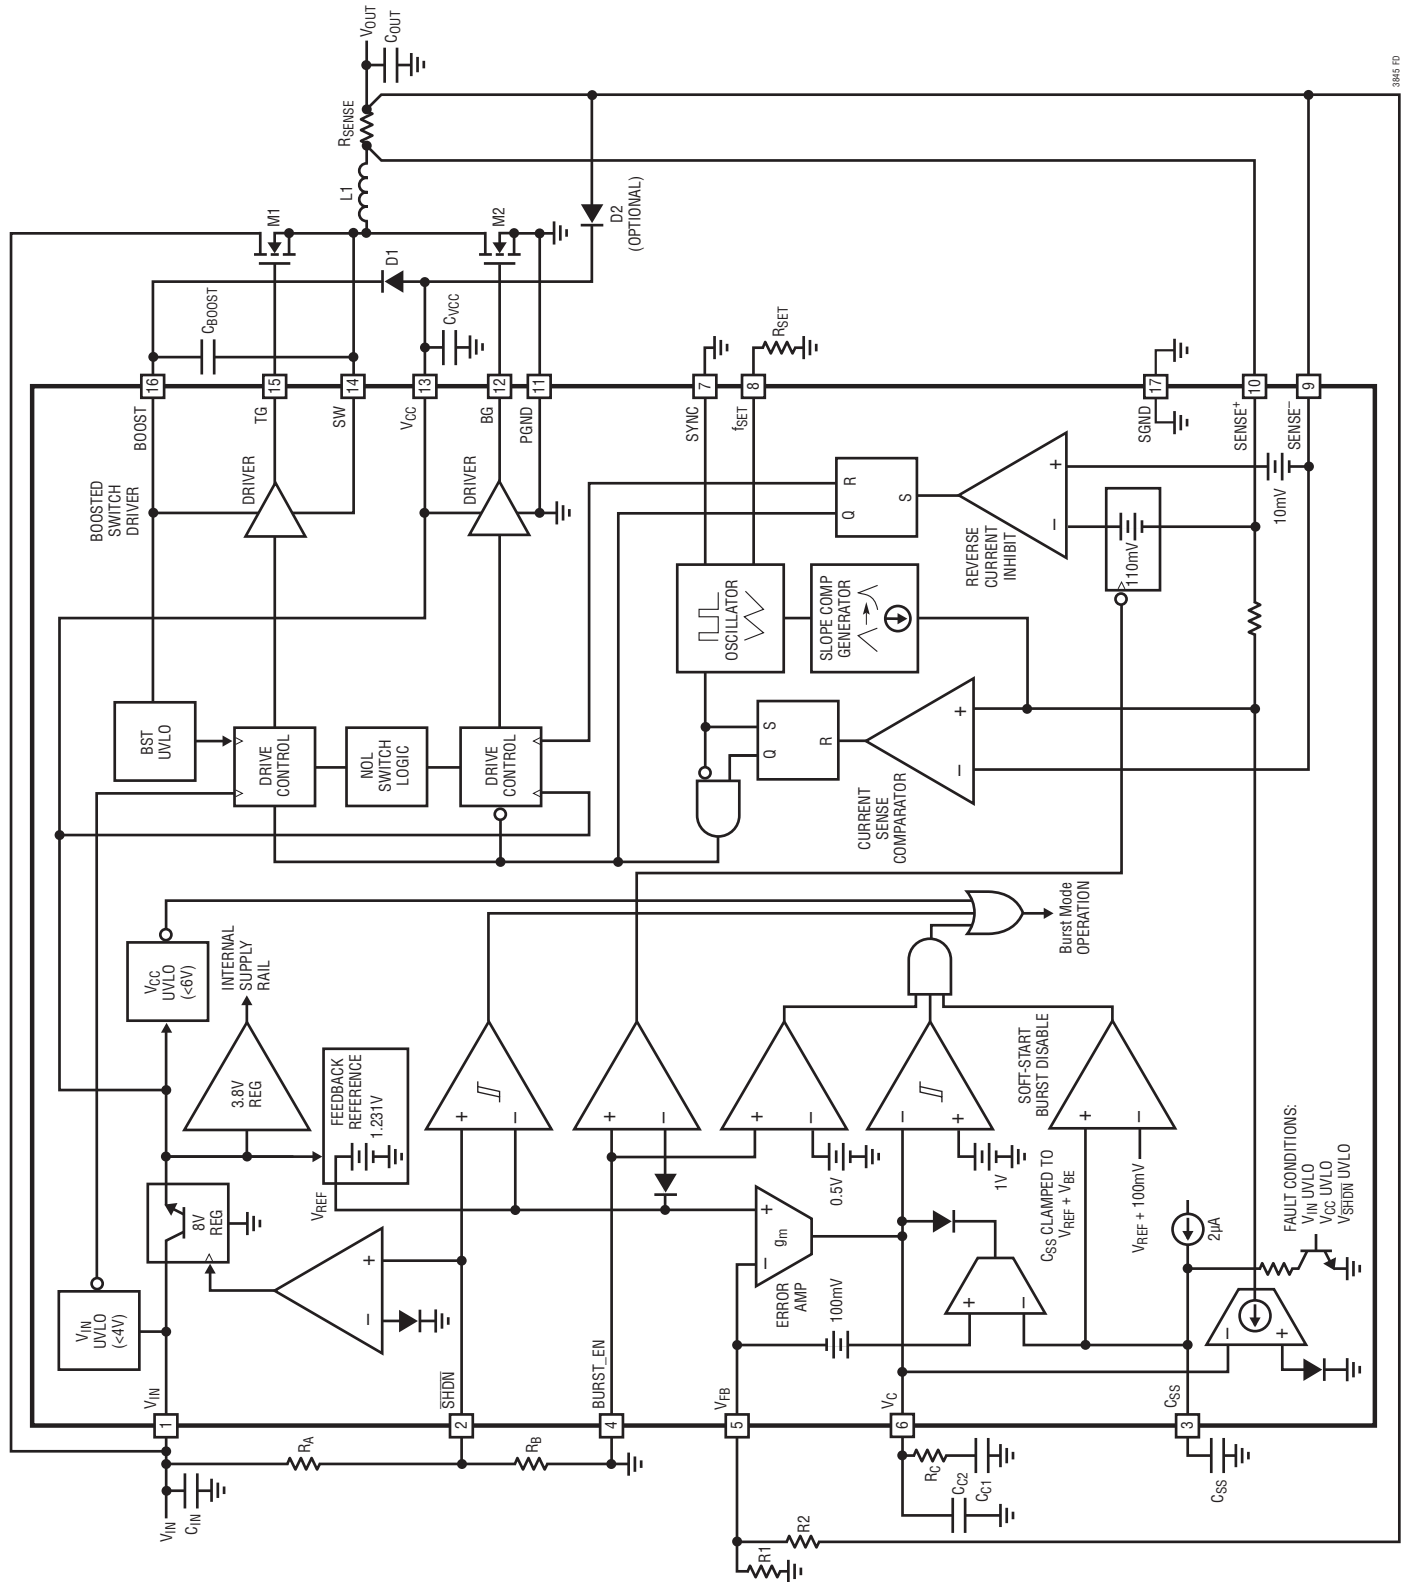 VIN
CIN
RA
RB
R1
R2
RC
CC2
CC1
CSS
1
VIN
2
SHDN
4
BURST_EN
5
VFB
6
VC
3
CSS
VIN
UVLO
(<4V)
8V
REG
VCC
UVLO
(<6V)
3.8V
REG
INTERNAL
SUPPLY
RAIL
FEEDBACK
REFERENCE
1.231V
VREF
+
–
+
–
+
–
ERROR
AMP
gm
+
–
100mV
+
–
0.5V
–
+
1V
CSS CLAMPED TO
VREF + VBE
+
–
SOFT-START
BURST DISABLE
+
–
VREF + 100mV
2µA
–
+
FAULT CONDITIONS:
VIN UVLO
VCC UVLO
VSHDN UVLO
Burst Mode
OPERATION
BST
UVLO
DRIVE
CONTROL
NOL
SWITCH
LOGIC
DRIVE
CONTROL
BOOSTED
SWITCH
DRIVER
DRIVER
DRIVER
OSCILLATOR
SLOPE COMP
GENERATOR
Q
S
R
CURRENT
SENSE
COMPARATOR
+
–
Q
R
S
REVERSE
CURRENT
INHIBIT
+
–
110mV
10mV
BOOST
16
TG
15
SW
14
VCC
13
BG
12
PGND
11
SYNC
7
fSET
8
SGND
17
SENSE+
10
SENSE–
9
CBOOST
D1
CVCC
M1
M2
L1
RSENSE
VOUT
COUT
D2
(OPTIONAL)
RSET
3845 FD